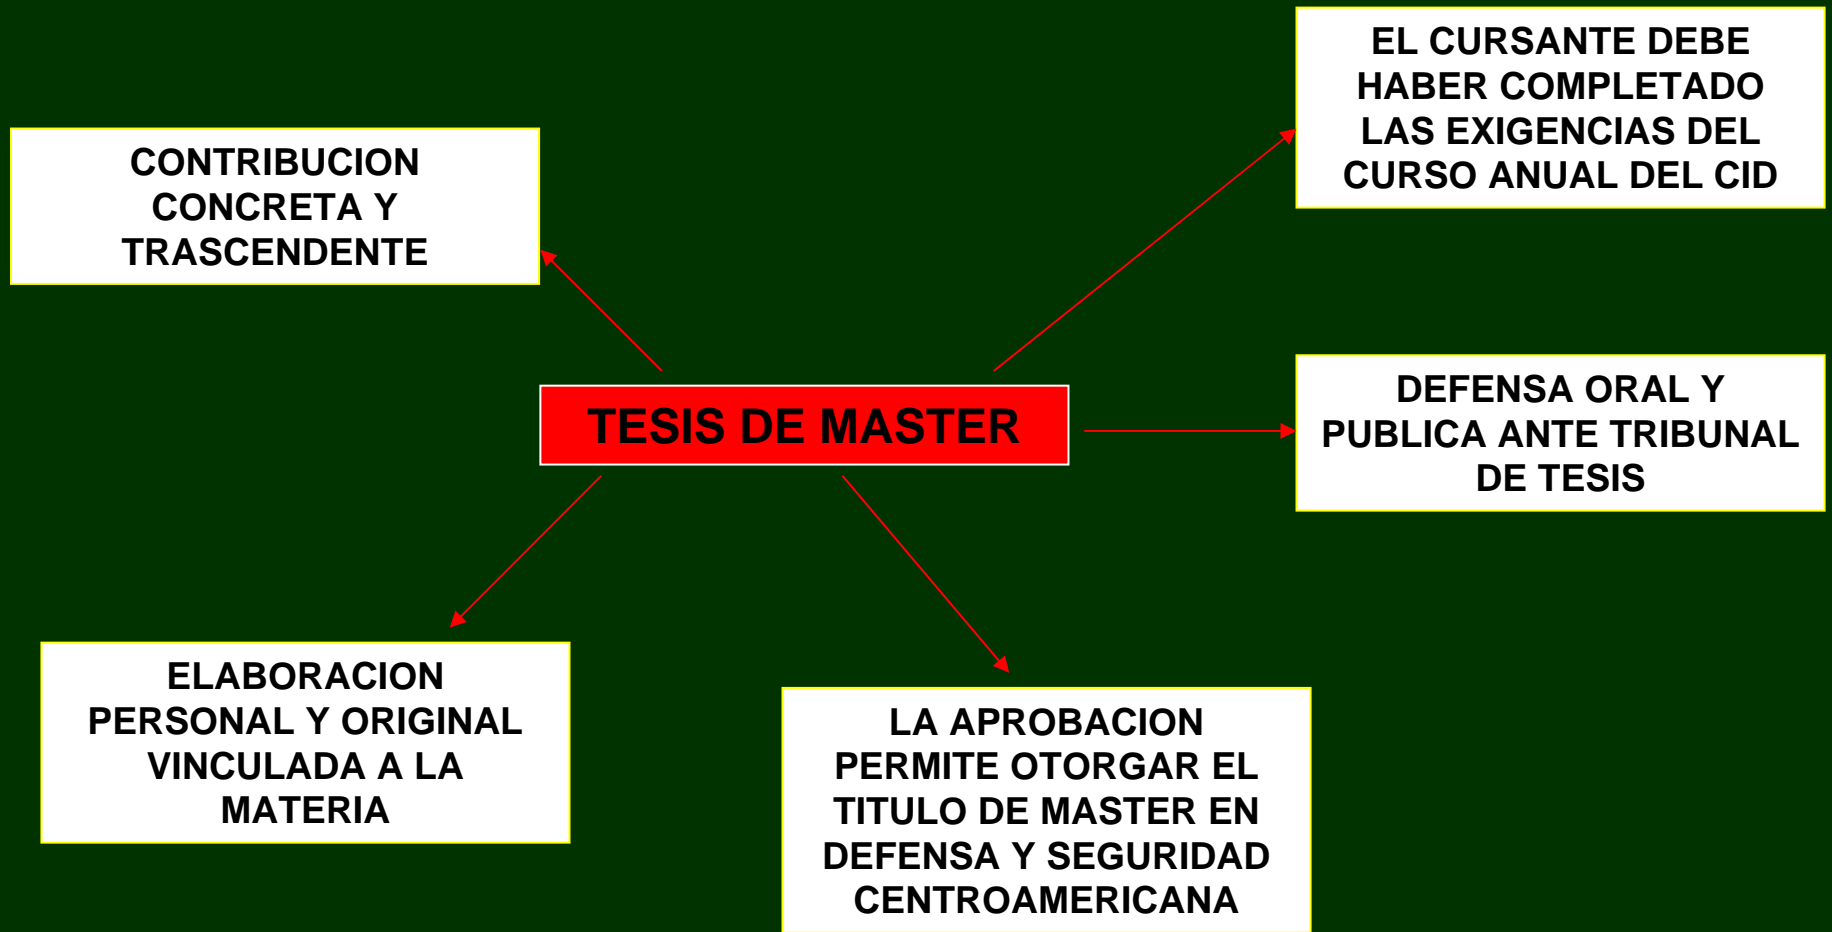 EL CURSANTE DEBE
HABER COMPLETADO
LAS EXIGENCIAS DEL
CURSO ANUAL DEL CID
CONTRIBUCION
CONCRETA Y
TRASCENDENTE
TESIS DE MASTER
DEFENSA ORAL Y
PUBLICA ANTE TRIBUNAL
DE TESIS
ELABORACION
PERSONAL Y ORIGINAL
VINCULADA A LA
MATERIA
LA APROBACION
PERMITE OTORGAR EL
TITULO DE MASTER EN
DEFENSA Y SEGURIDAD
CENTROAMERICANA